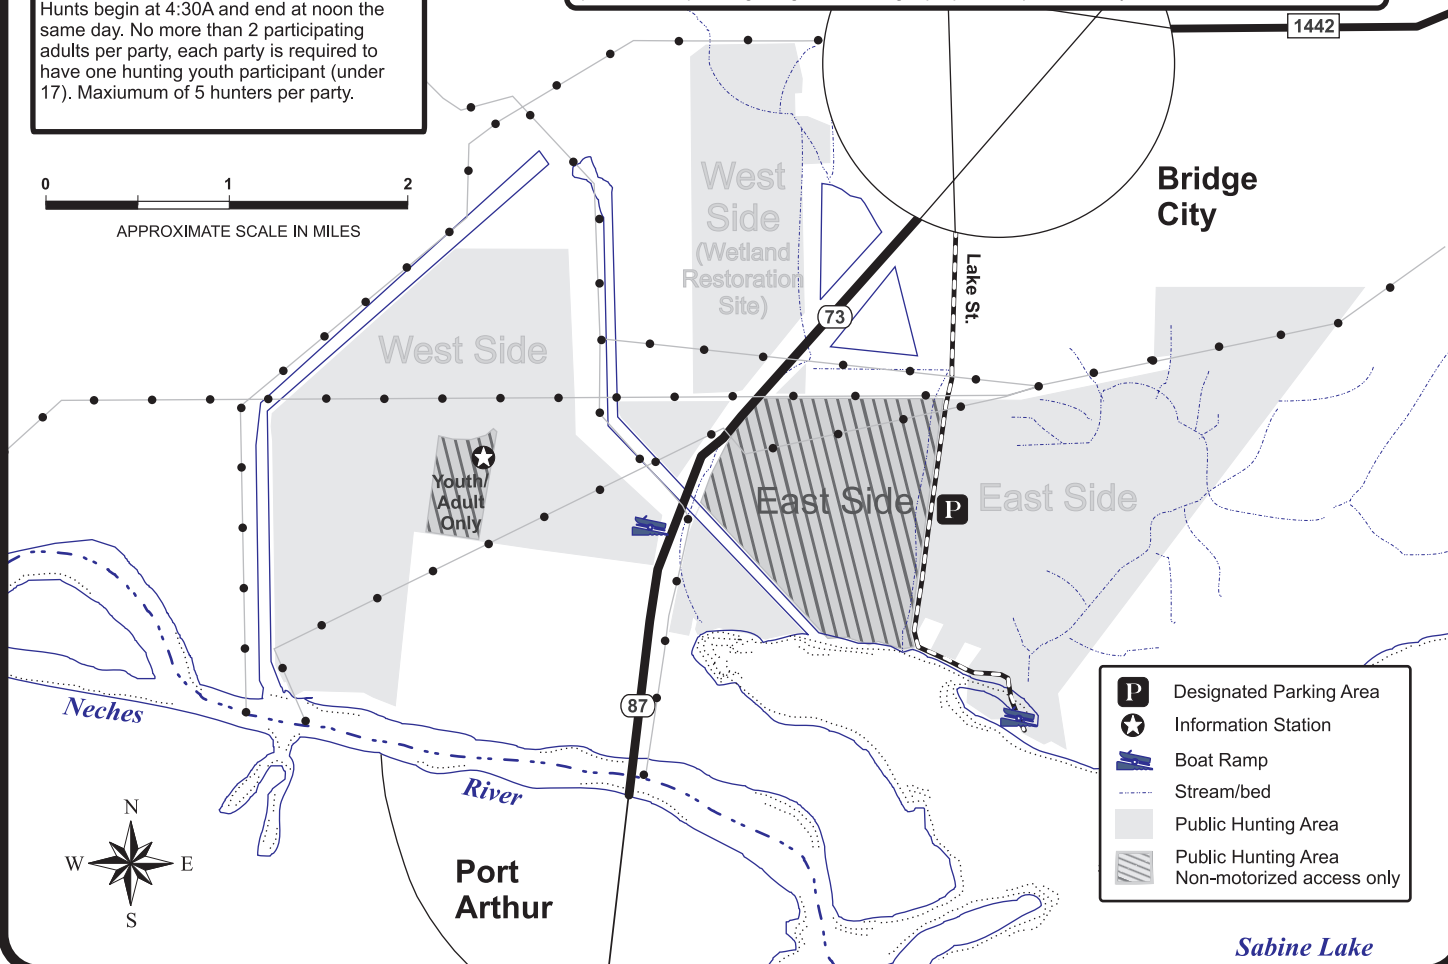 Hunts begin at 4:30A and end at noon the
same day. No more than 2 participating
adults per party, each party is required to
have one hunting youth participant (under
17). Maxiumum of 5 hunters per party.
1442
0 1 2
APPROXIMATE SCALE IN MILES
Bridge
City
West
Side
(Wetland
Restoration
Site)
Lake St.
73
West Side
Youth/
Adult
Only
East Side
P
East Side
Neches
87
River
Port
Arthur
N
W E
S
P Designated Parking Area
Information Station
Boat Ramp
Stream/bed
Public Hunting Area
Public Hunting Area
Non-motorized access only
Sabine Lake